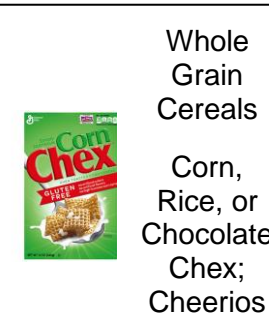 Corn
Chex
GLUTEN
FREE
Whole
Grain
Cereals
Corn,
Rice, or
Chocolate
Chex;
Cheerios